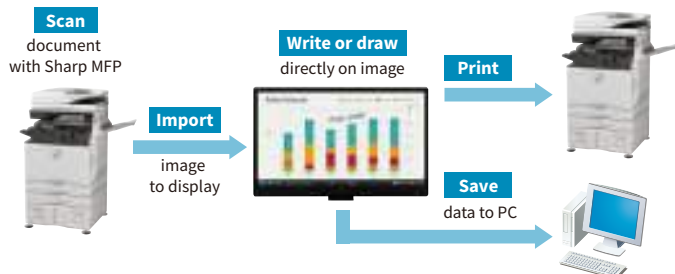 Scan
document
with Sharp MFP
Import
image
to display
Write or draw
directly on image
Print
Save
data to PC